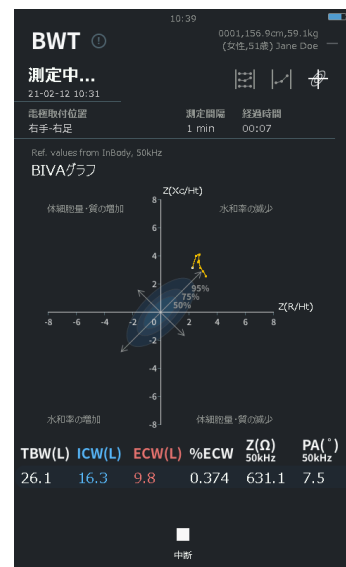 10:39
BWT
0001,156.9cm,59.1kg
(女性,51歳) Jane Doe
測定中...
21-02-12 10:31
電極取付位置 測定間隔 経過時間
右手-右足 1 min 00:07
Ref. values from InBody, 50kHz
BIVAグラフ
Z(Xc/Ht)
体細胞量·質の増加 8 水和率の減少
6
4
2
95%
75%
50%
Z(R/Ht)
-8 -6 -4 -2 0 2 4 6 8
-2
-4
-6
水和率の増加 -8 体細胞量·質の減少
TBW(L) ICW(L) ECW(L) %ECW Z(Ω) 50kHz PA(°) 50kHz
26.1 16.3 9.8 0.374 631.1 7.5
中断